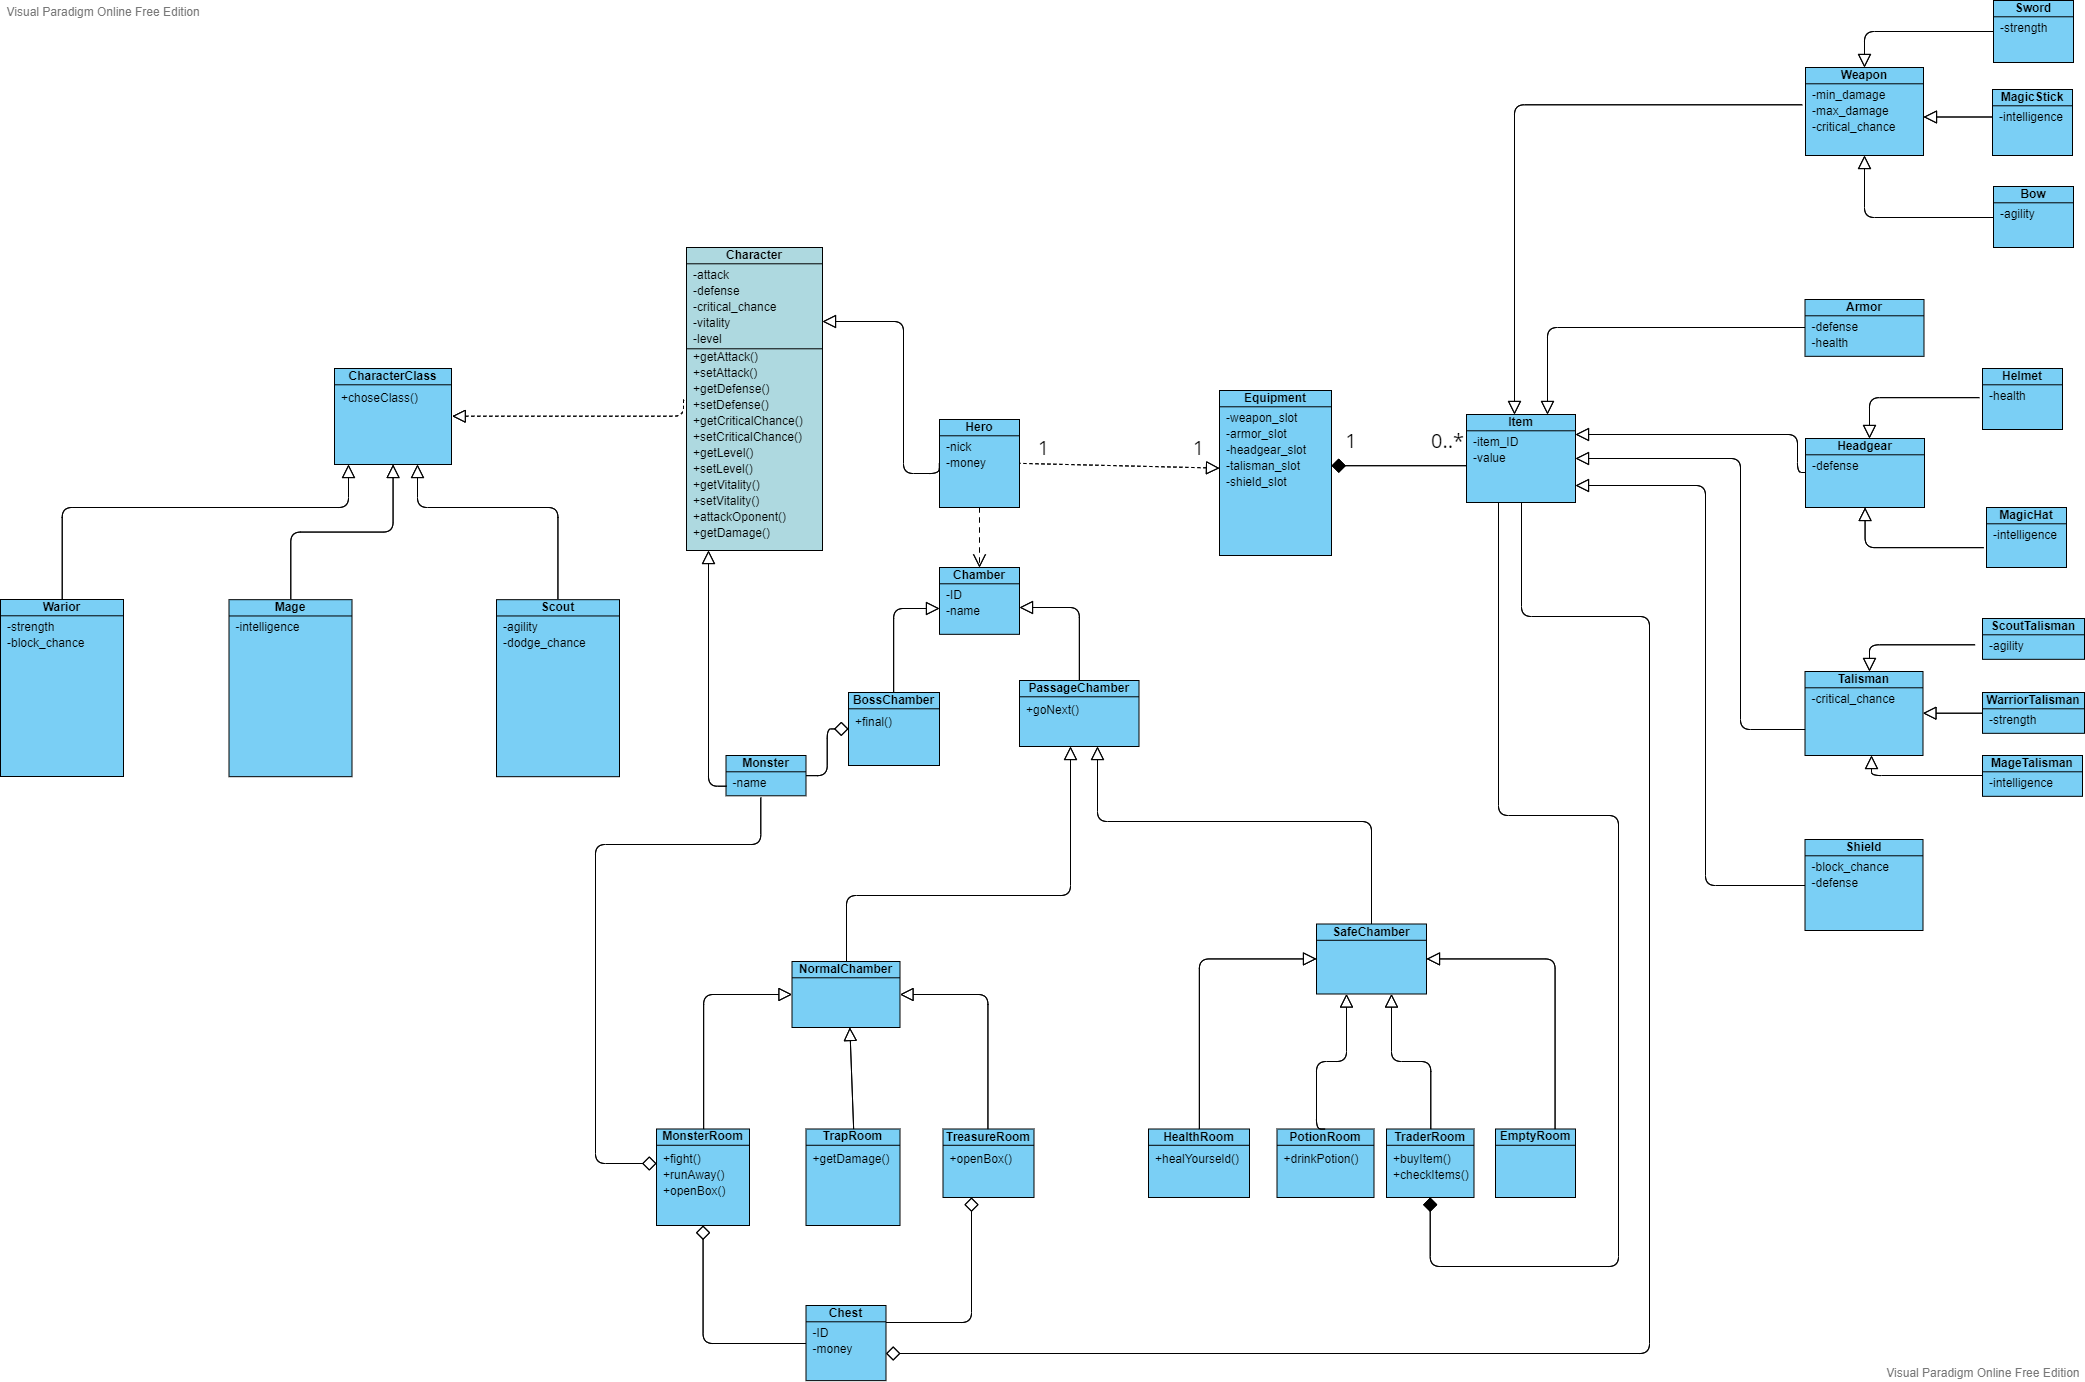 Visual Paradigm Online Free Edition
Sword
-strength
Weapon
-min_damage
-max_damage
-critical_chance
MagicStick
-intelligence
Bow
-agility
Character
-attack
-defense
-critical_chance
-vitality
-level
+getAttack()
+setAttack()
+getDefense()
+setDefense()
+getCriticalChance()
+setCriticalChance()
+getLevel()
+setLevel()
+getVitality()
+setVitality()
+attackOponent()
+getDamage()
CharacterClass
+choseClass()
Hero
-nick
-money
1
1
Equipment
-weapon_slot
-armor_slot
-headgear_slot
-talisman_slot
-shield_slot
1
0..*
Item
-item_ID
-value
Armor
-defense
-health
Helmet
-health
Headgear
-defense
MagicHat
-intelligence
Warior
-strength
-block_chance
Mage
-intelligence
Scout
-agility
-dodge_chance
Chamber
-ID
-name
BossChamber
+final()
PassageChamber
+goNext()
Monster
-name
ScoutTalisman
-agility
Talisman
-critical_chance
WarriorTalisman
-strength
MageTalisman
-intelligence
Shield
-block_chance
-defense
NormalChamber
SafeChamber
MonsterRoom
+fight()
+runAway()
+openBox()
TrapRoom
+getDamage()
TreasureRoom
+openBox()
HealthRoom
+healYourseld()
PotionRoom
+drinkPotion()
TraderRoom
+buyItem()
+checkItems()
EmptyRoom
Chest
-ID
-money
Visual Paradigm Online Free Edition